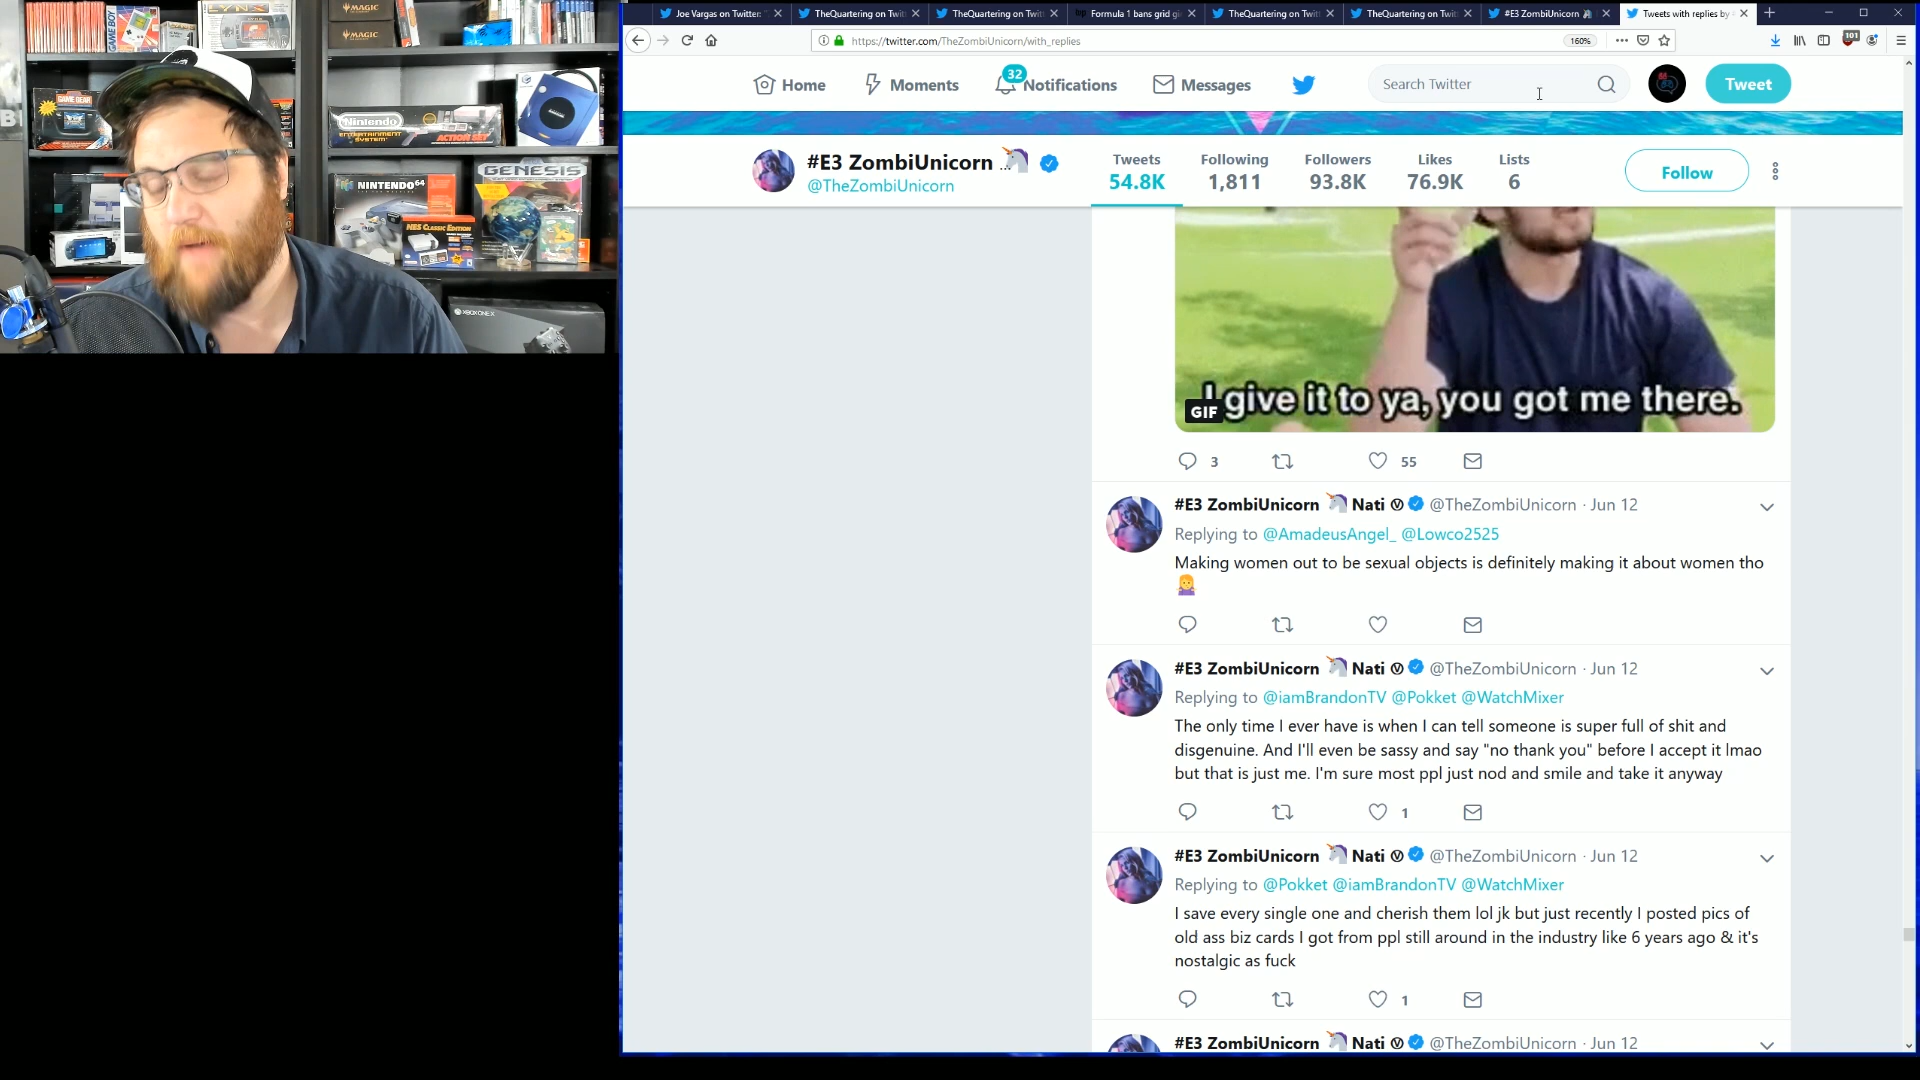 Joe Vargas on Twitter: "
TheQuartering on Twit
TheQuartering on Twit
Formula 1 bans grid gi
TheQuartering on Twit
TheQuartering on Twit
#E3 ZombiUnicorn
Tweets with replies by
https://twitter.com/TheZombiUnicorn/with_replies
160%
101
Home
Moments
32
Notifications
Messages
Search Twitter
Tweet
#E3 ZombiUnicorn ...
@TheZombiUnicorn
Tweets
54.8K
Following
1,811
Followers
93.8K
Likes
76.9K
Lists
6
Follow
I give it to ya, you got me there.
GIF
3
55
#E3 ZombiUnicorn 🦄 Nati Ⓥ @TheZombiUnicorn · Jun 12
Replying to @AmadeusAngel_ @Lowco2525
Making women out to be sexual objects is definitely making it about women tho
🤷‍♀️
#E3 ZombiUnicorn 🦄 Nati Ⓥ @TheZombiUnicorn · Jun 12
Replying to @iamBrandonTV @Pokket @WatchMixer
The only time I ever have is when I can tell someone is super full of shit and
disgenuine. And I'll even be sassy and say "no thank you" before I accept it lmao
but that is just me. I'm sure most ppl just nod and smile and take it anyway
1
#E3 ZombiUnicorn 🦄 Nati Ⓥ @TheZombiUnicorn · Jun 12
Replying to @Pokket @iamBrandonTV @WatchMixer
I save every single one and cherish them lol jk but just recently I posted pics of
old ass biz cards I got from ppl still around in the industry like 6 years ago & it's
nostalgic as fuck
1
#E3 ZombiUnicorn 🦄 Nati Ⓥ @TheZombiUnicorn · Jun 12
GAME BOY
LYNX
MAGIC
MAGIC
GAME GEAR
Nintendo
ENTERTAINMENT
SYSTEM
ACTION SET
NINTENDO 64
GENESIS
NES CLASSIC EDITION
XBOX ONE X